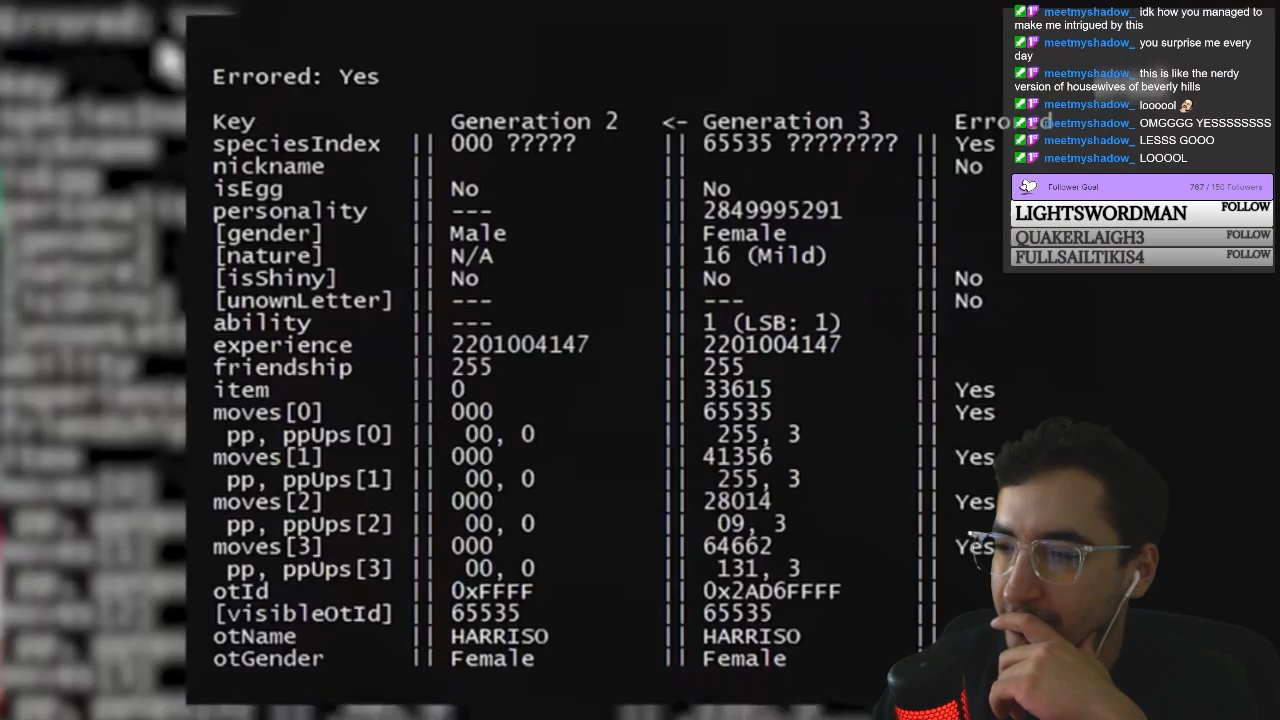 Errored: Yes
Key || Generation 2 <- Generation 3 Errored
speciesIndex || 000 ????? || 65535 ???????? || Yes
nickname || || || No
isEgg || No || No ||
personality || --- || 2849995291 ||
[gender] || Male || Female ||
[nature] || N/A || 16 (Mild) ||
[isShiny] || No || No || No
[unownLetter] || --- || --- || No
ability || --- || 1 (LSB: 1) ||
experience || 2201004147 || 2201004147 ||
friendship || 255 || 255 ||
item || 0 || 33615 || Yes
moves[0] || 000 || 65535 || Yes
pp, ppUps[0] || 00, 0 || 255, 3 ||
moves[1] || 000 || 41356 || Yes
pp, ppUps[1] || 00, 0 || 255, 3 ||
moves[2] || 000 || 28014 || Yes
pp, ppUps[2] || 00, 0 || 09, 3 ||
moves[3] || 000 || 64662 || Yes
pp, ppUps[3] || 00, 0 || 131, 3 ||
otId || 0xFFFF || 0x2AD6FFFF ||
[visibleOtId] || 65535 || 65535 ||
otName || HARRISO || HARRISO ||
otGender || Female || Female ||
meetmyshadow_ idk how you managed to
make me intrigued by this
meetmyshadow_ you surprise me every
day
meetmyshadow_ this is like the nerdy
version of housewives of beverly hills
meetmyshadow_ loooool
meetmyshadow_ OMGGGG YESSSSSSSS
meetmyshadow_ LESSS GOOO
meetmyshadow_ LOOOOL
Follower Goal 767 / 150 Followers
LIGHTSWORDMAN FOLLOW
QUAKERLAIGH3 FOLLOW
FULLSAILTIKIS4 FOLLOW